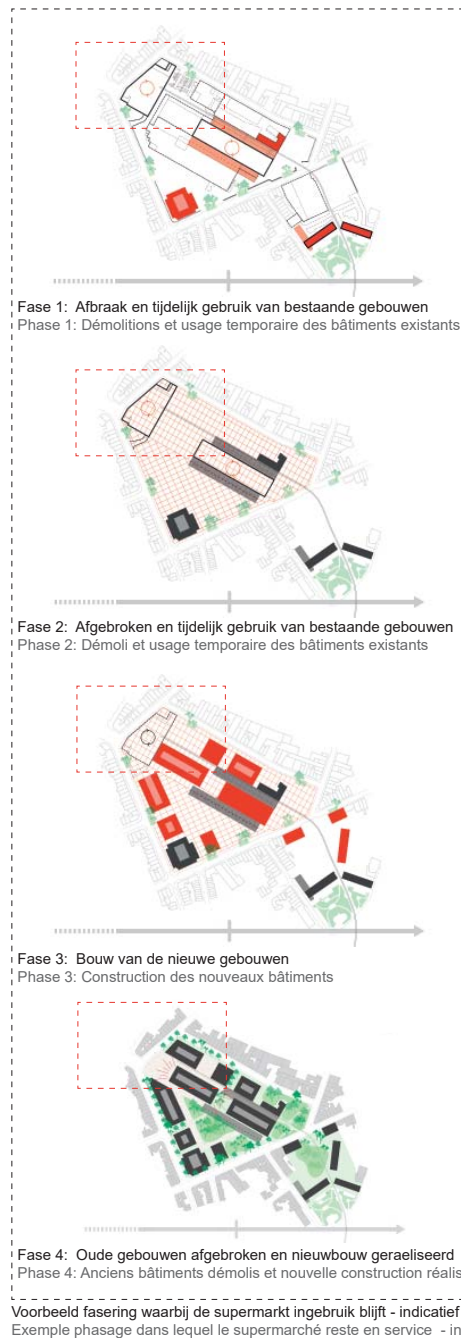 Fase 1: Afbraak en tijdelijk gebruik van bestaande gebouwen
Phase 1: Démolitions et usage temporaire des bâtiments existants
Fase 2: Afgebroken en tijdelijk gebruik van bestaande gebouwen
Phase 2: Démoli et usage temporaire des bâtiments existants
Fase 3: Bouw van de nieuwe gebouwen
Phase 3: Construction des nouveaux bâtiments
Fase 4: Oude gebouwen afgebroken en nieuwbouw geraeliseerd
Phase 4: Anciens bâtiments démolis et nouvelle construction réalis
Voorbeeld fasering waarbij de supermarkt ingebruik blijft - indicatief
Exemple phasage dans lequel le supermarché reste en service - in